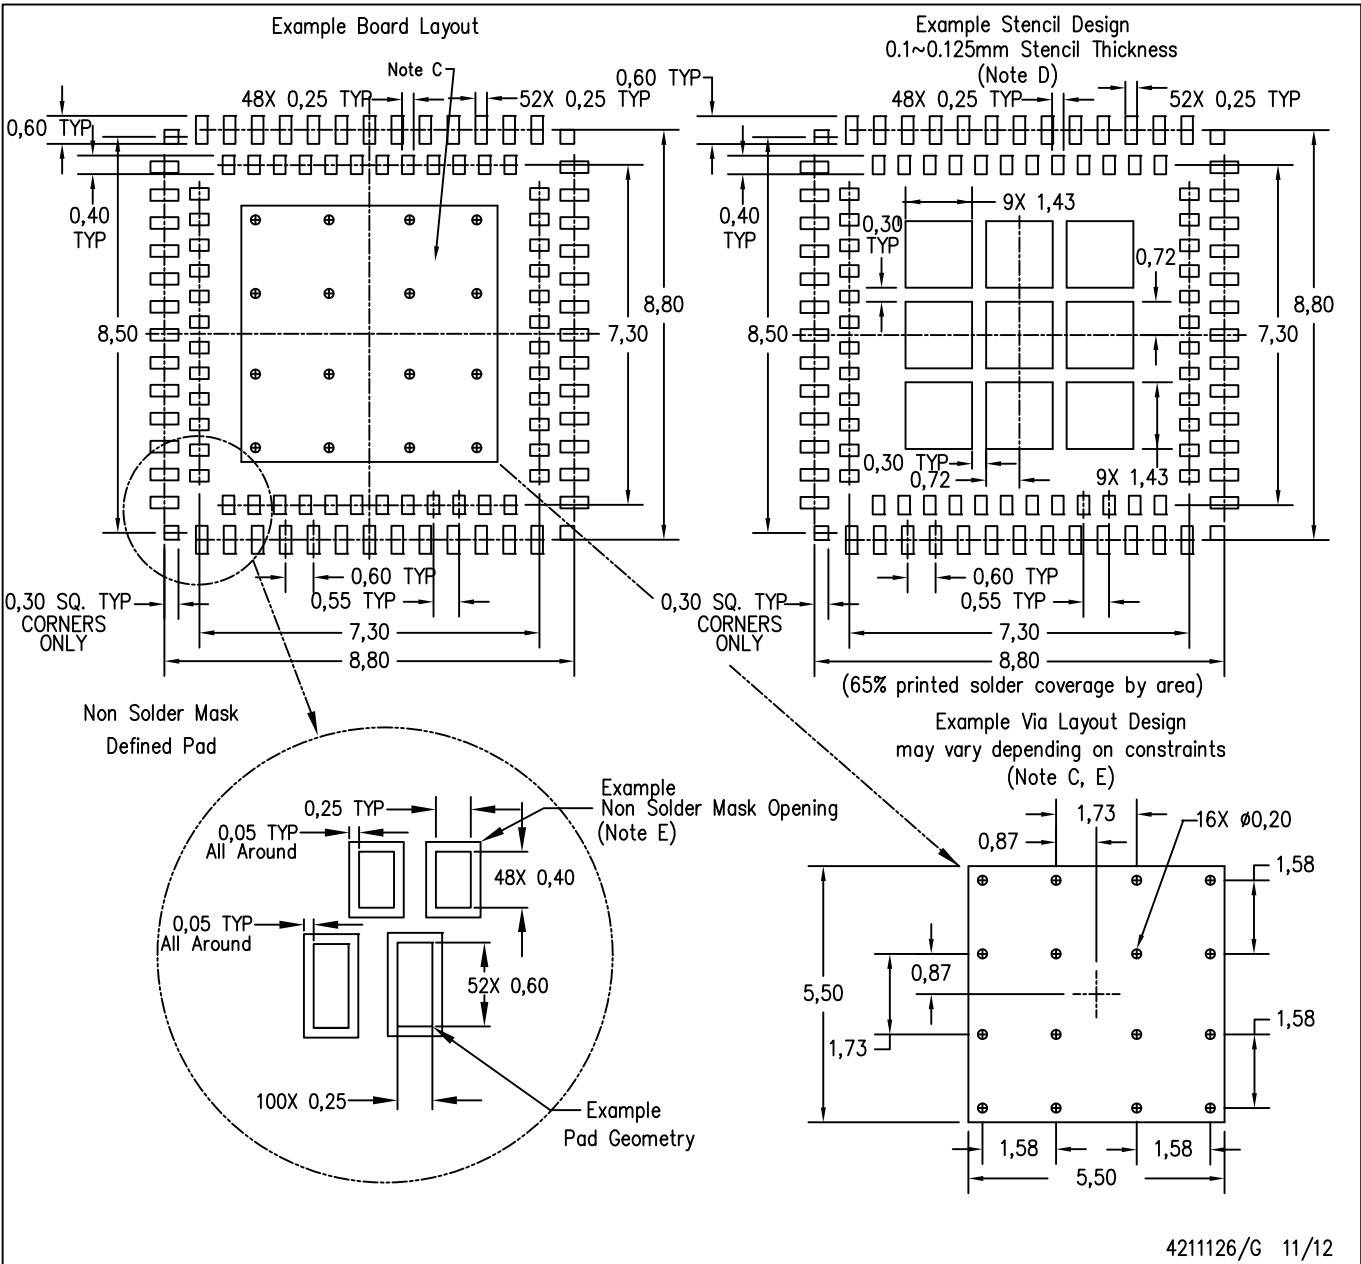 Example Board Layout
Note C
48X 0,25 TYP
52X 0,25 TYP
0,60 TYP
0,40
TYP
8,50
7,30
8,80
0,60 TYP
0,55 TYP
0,30 SQ. TYP
CORNERS
ONLY
7,30
8,80
Example Stencil Design
0.1~0.125mm Stencil Thickness
(Note D)
0,60 TYP
48X 0,25 TYP
52X 0,25 TYP
9X 1,43
0,40
TYP
0,30
TYP
0,72
8,50
7,30
8,80
0,30 TYP
0,72
9X 1,43
0,60 TYP
0,55 TYP
0,30 SQ. TYP
CORNERS
ONLY
7,30
8,80
(65% printed solder coverage by area)
Non Solder Mask
Defined Pad
0,25 TYP
Example
Non Solder Mask Opening
(Note E)
0,05 TYP
All Around
48X 0,40
0,05 TYP
All Around
52X 0,60
100X 0,25
Example
Pad Geometry
Example Via Layout Design
may vary depending on constraints
(Note C, E)
1,73
16X ø0,20
0,87
1,58
0,87
5,50
1,73
1,58
1,58
1,58
5,50
4211126/G 11/12